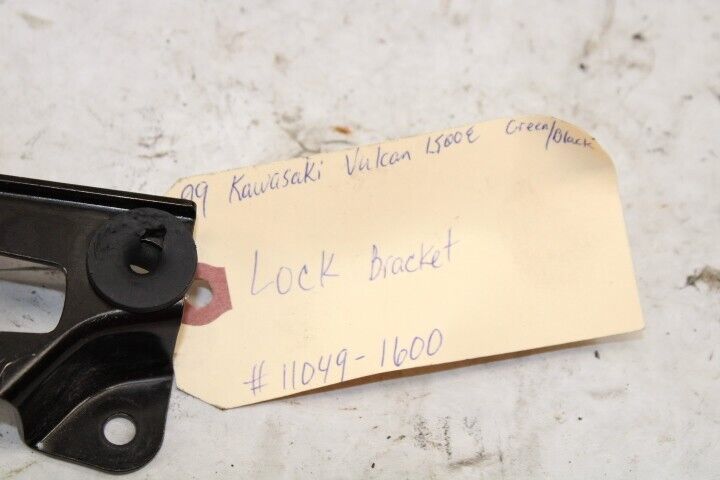 09 Kawasaki Vulcan 1500E Green/Black
Lock Bracket
#11049-1600